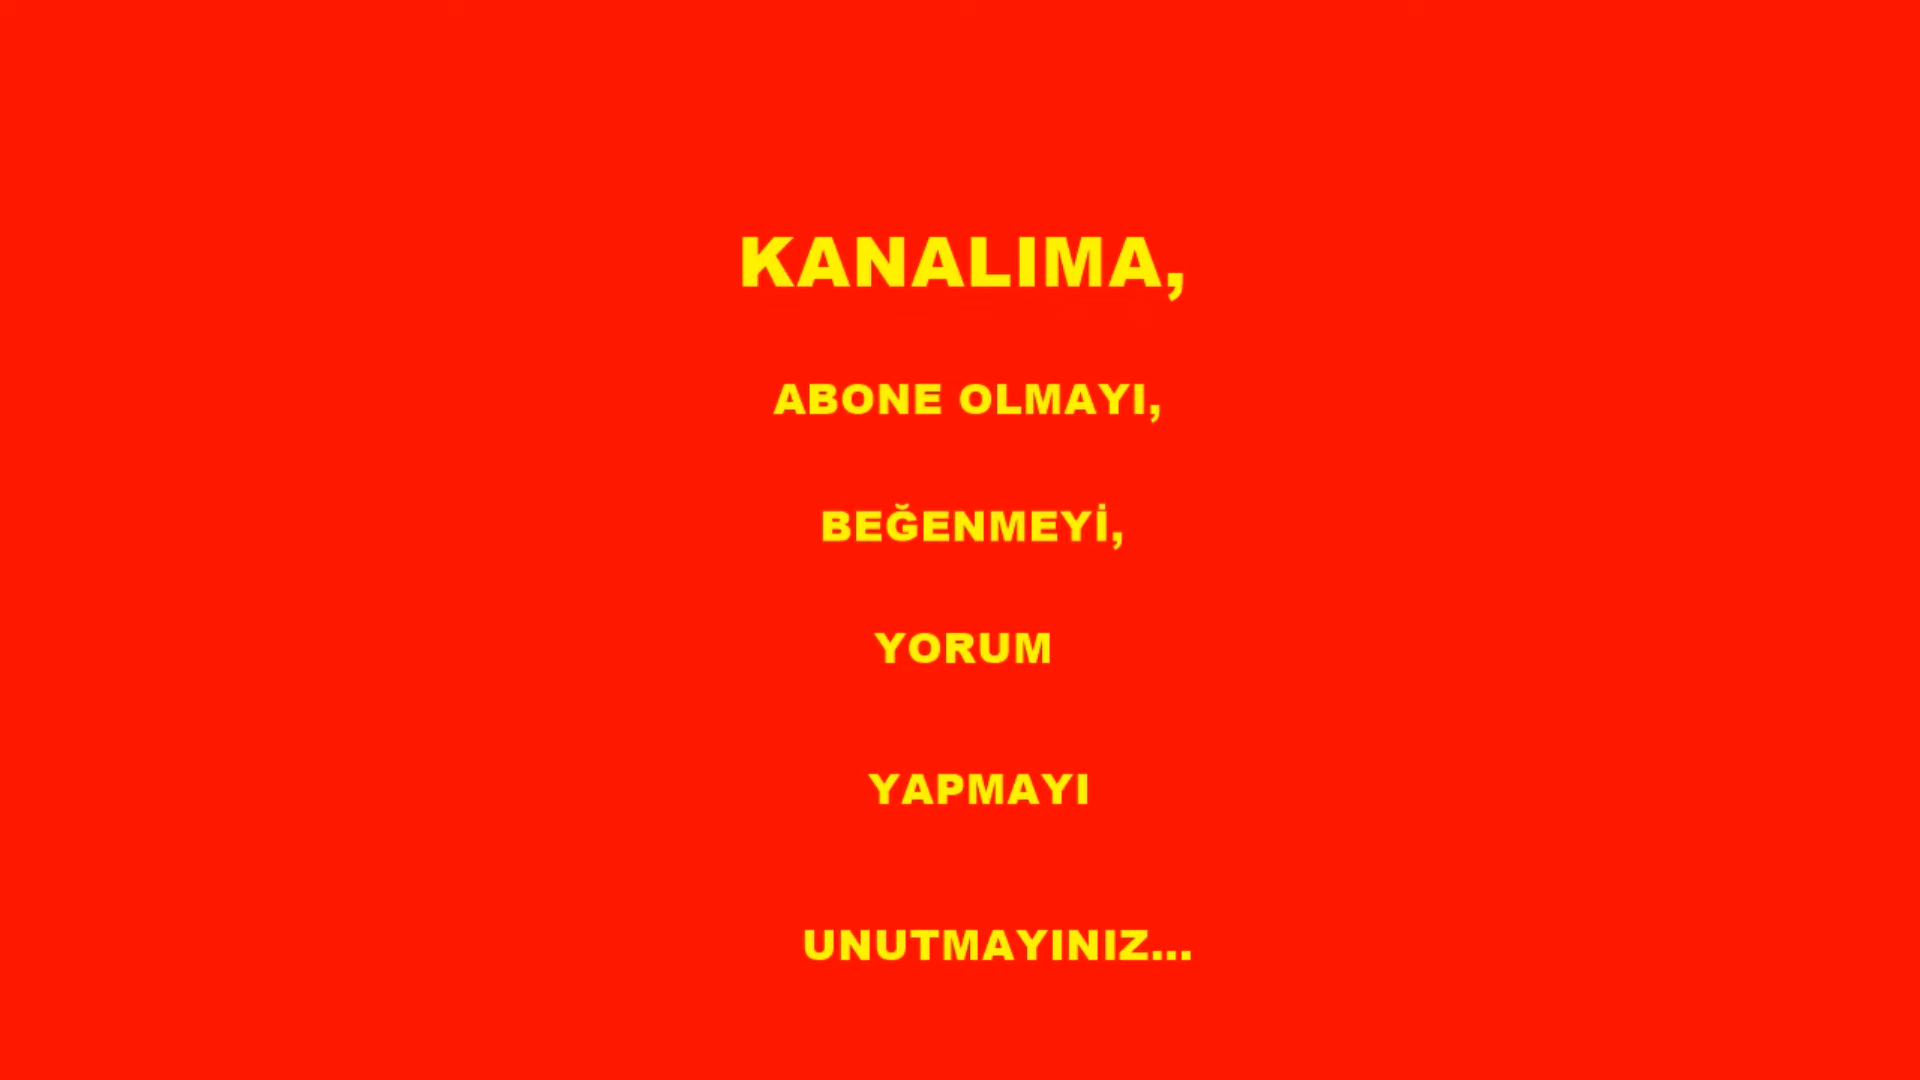 KANALIMA,
ABONE OLMAYI,
BEĞENMEYİ,
YORUM
YAPMAYI
UNUTMAYINIZ...